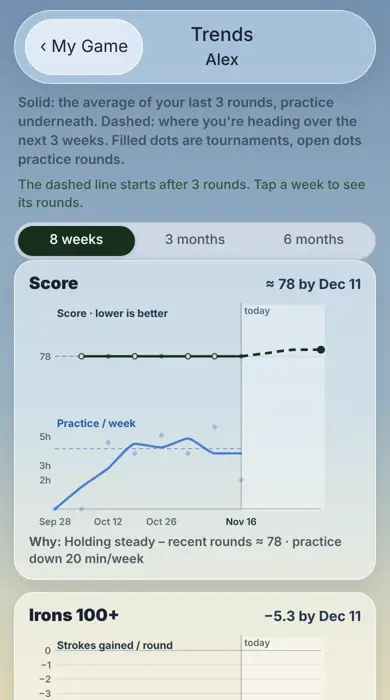 ‹ My Game
Trends
Alex
Solid: the average of your last 3 rounds, practice
underneath. Dashed: where you're heading over the
next 3 weeks. Filled dots are tournaments, open dots
practice rounds.
The dashed line starts after 3 rounds. Tap a week to see
its rounds.
8 weeks
3 months
6 months
Score
≈ 78 by Dec 11
Score · lower is better
today
78
Practice / week
5h
3h
2h
Sep 28
Oct 12
Oct 26
Nov 16
Why: Holding steady – recent rounds ≈ 78 · practice
down 20 min/week
Irons 100+
−5.3 by Dec 11
Strokes gained / round
today
0
−1
−2
−3